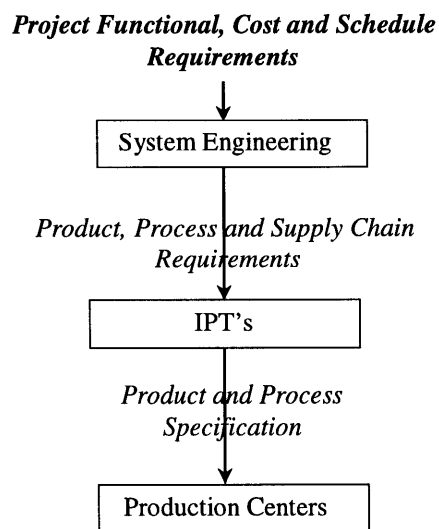 Project Functional, Cost and Schedule
Requirements
System Engineering
Product, Process and Supply Chain
Requirements
IPT's
Product and Process
Specification
Production Centers